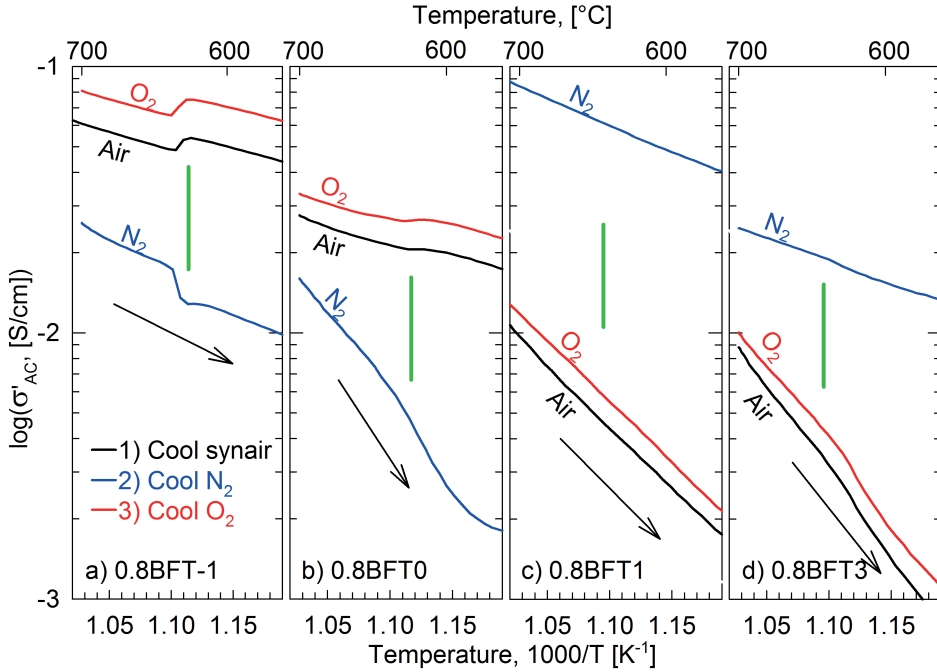 Temperature, [°C]
700 600 700 600 700 600 700 600
-1
-2
-3
log(σ'AC, [S/cm])
O2
Air
N2
O2
Air
N2
N2
O2
Air
N2
O2
Air
1) Cool synair
2) Cool N2
3) Cool O2
a) 0.8BFT-1
b) 0.8BFT0
c) 0.8BFT1
d) 0.8BFT3
1.05 1.10 1.15 1.05 1.10 1.15 1.05 1.10 1.15 1.05 1.10 1.15
Temperature, 1000/T [K-1]